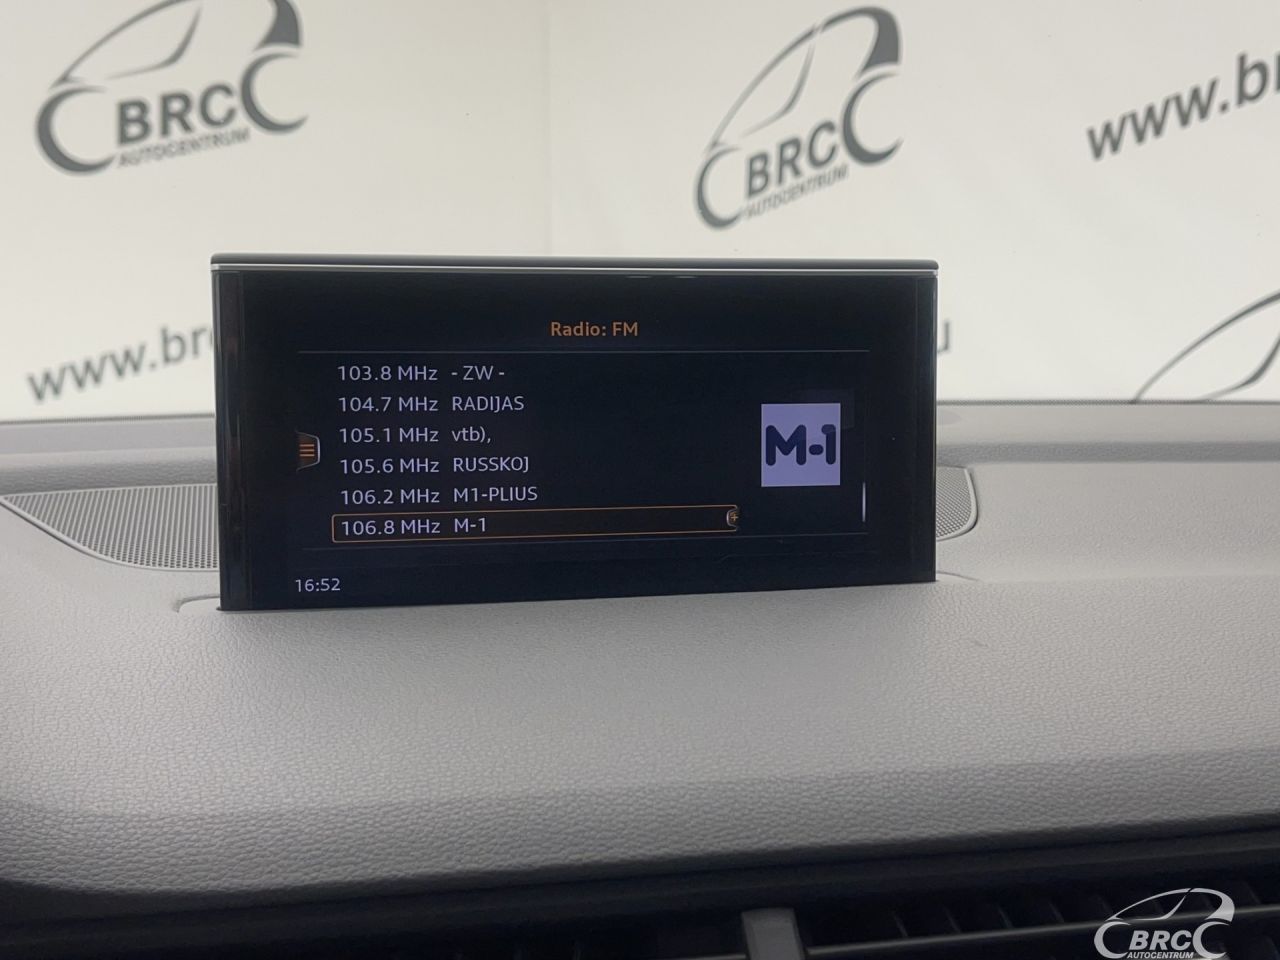 BRC
AUTOCENTRUM
BRC
AUTOCENTRUM
www.br
www.br
u
Radio: FM
103.8 MHz - ZW -
104.7 MHz RADIJAS
105.1 MHz vtb),
105.6 MHz RUSSKOJ
106.2 MHz M1-PLIUS
106.8 MHz M-1
M-1
16:52
BRC
AUTOCENTRUM